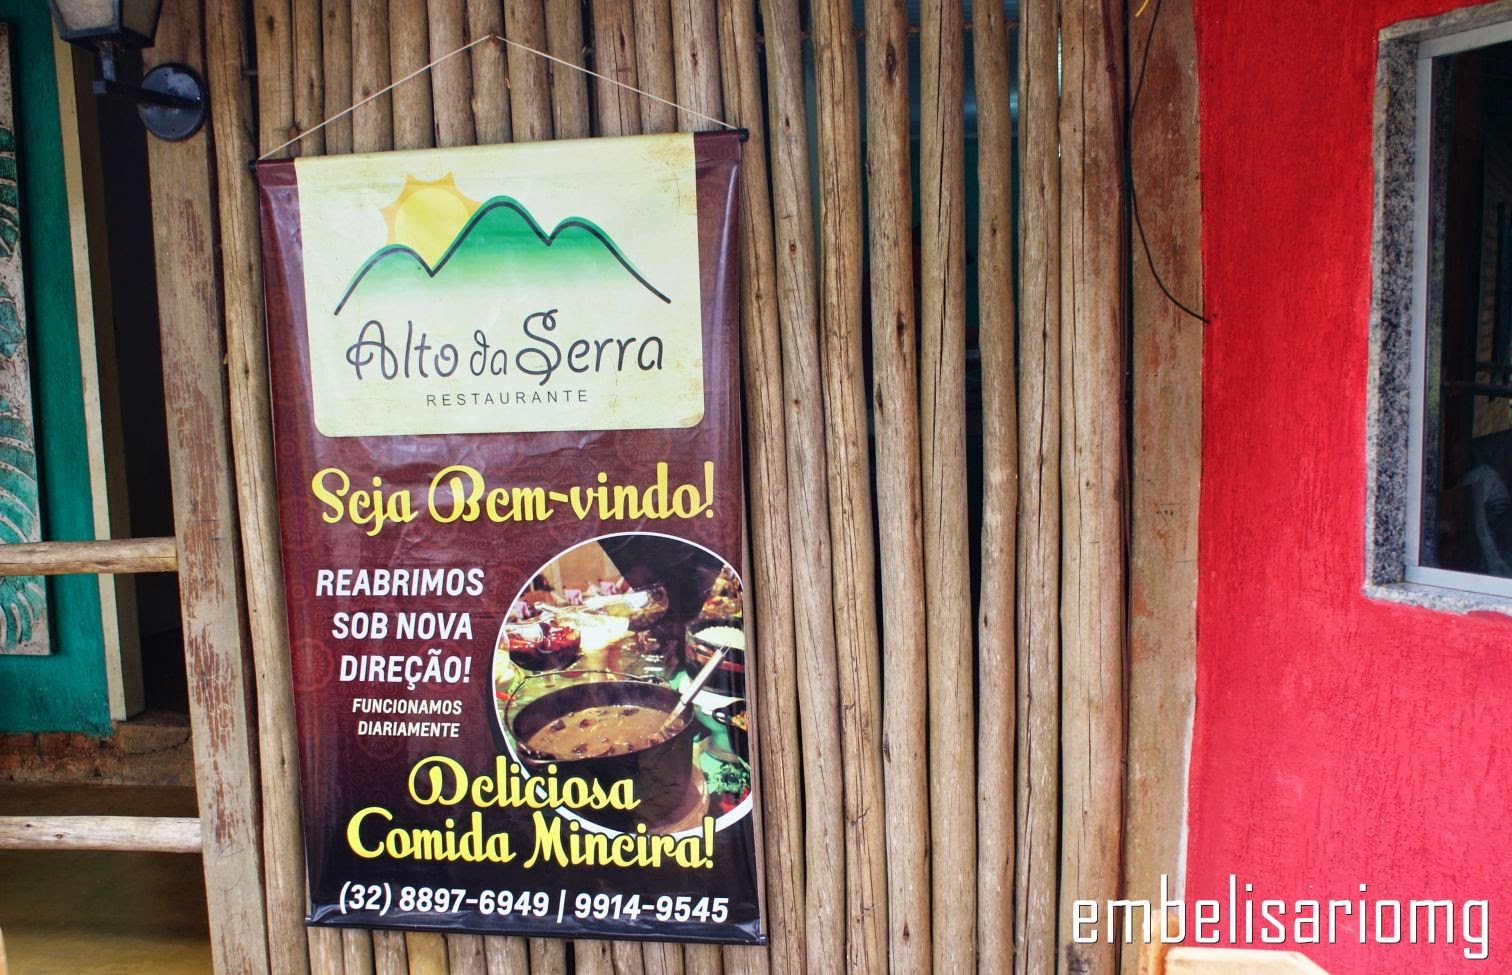 Alto da Serra
RESTAURANTE
Seja Bem-vindo!
REABRIMOS
SOB NOVA
DIREÇÃO!
FUNCIONAMOS
DIARIAMENTE
Deliciosa
Comida Mineira!
(32) 8897-6949 | 9914-9545
embelisariomg